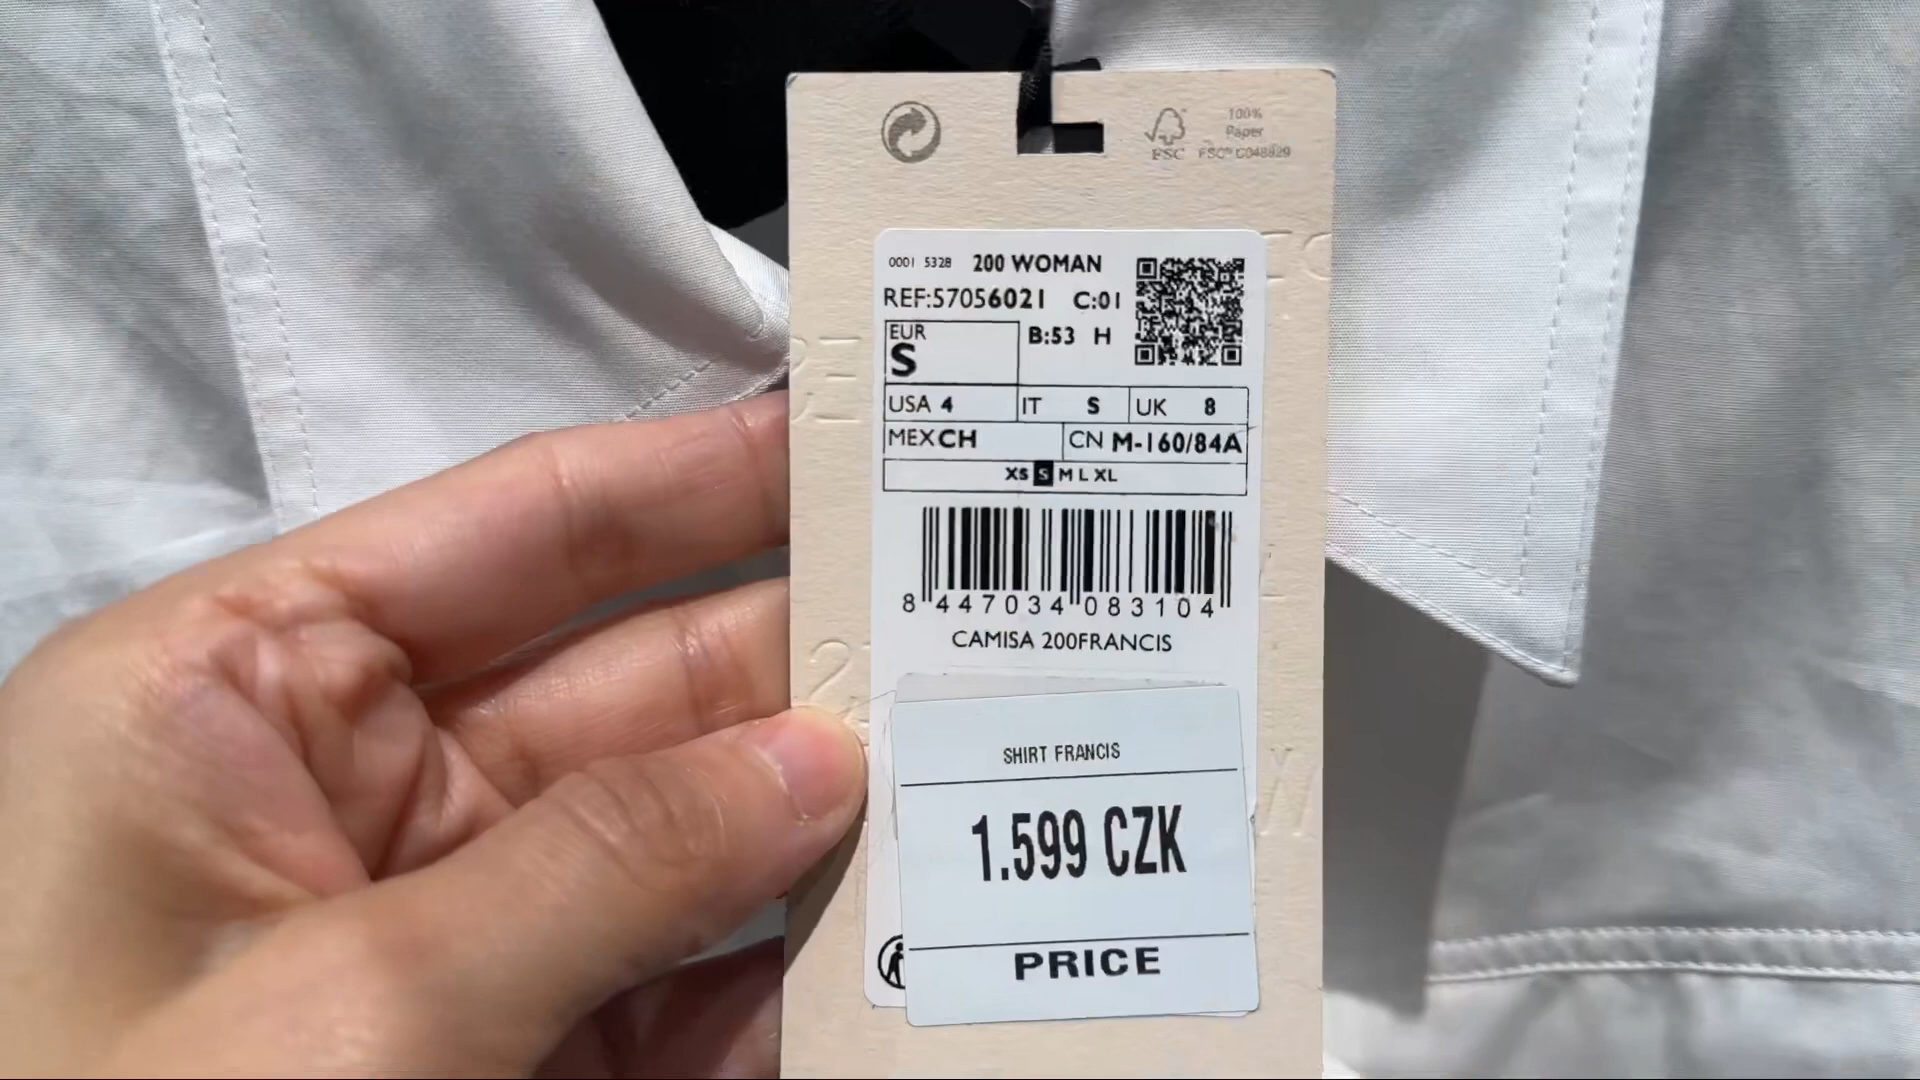 FSC
100%
Paper
FSC® C048829
0001 5328 200 WOMAN
REF:57056021 C:01
EUR
S
B:53 H
USA 4 IT S UK 8
MEX CH CN M-160/84A
XS S M L XL
8 447034 083104
CAMISA 200FRANCIS
SHIRT FRANCIS
1.599 CZK
PRICE